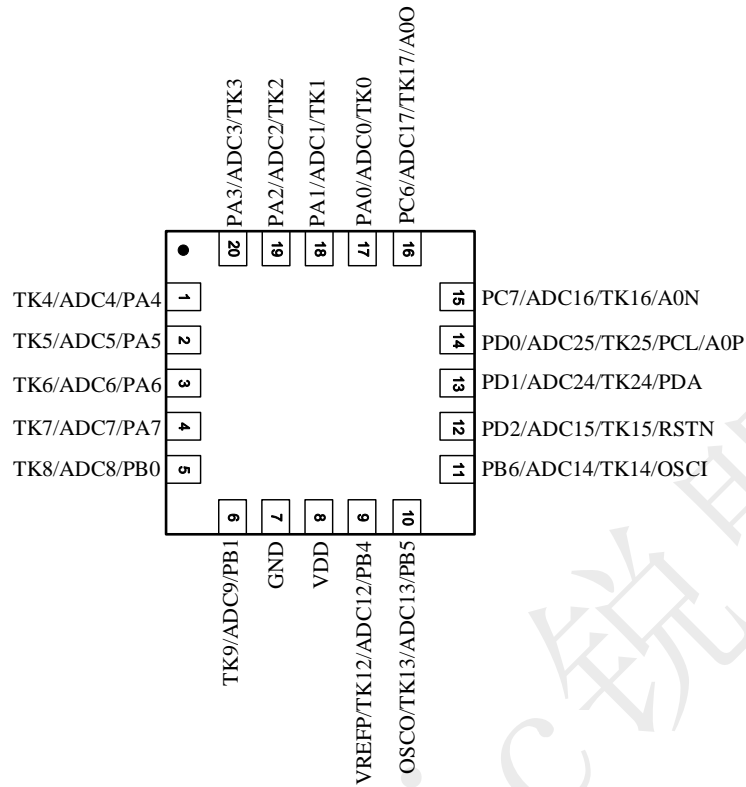 PA3/ADC3/TK3
PA2/ADC2/TK2
PA1/ADC1/TK1
PA0/ADC0/TK0
PC6/ADC17/TK17/A0O
20
19
18
17
16
TK4/ADC4/PA4
1
TK5/ADC5/PA5
2
TK6/ADC6/PA6
3
TK7/ADC7/PA7
4
TK8/ADC8/PB0
5
15
PC7/ADC16/TK16/A0N
14
PD0/ADC25/TK25/PCL/A0P
13
PD1/ADC24/TK24/PDA
12
PD2/ADC15/TK15/RSTN
11
PB6/ADC14/TK14/OSCI
6
7
8
9
10
TK9/ADC9/PB1
GND
VDD
VREFP/TK12/ADC12/PB4
OSCO/TK13/ADC13/PB5
c 锐